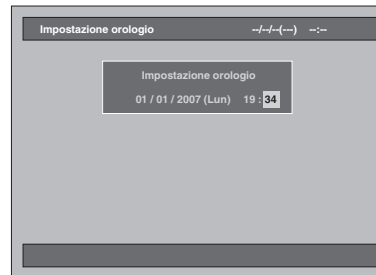 Impostazione orologio --/--/--(---) --:--
Impostazione orologio
01 / 01 / 2007 (Lun) 19 : 34